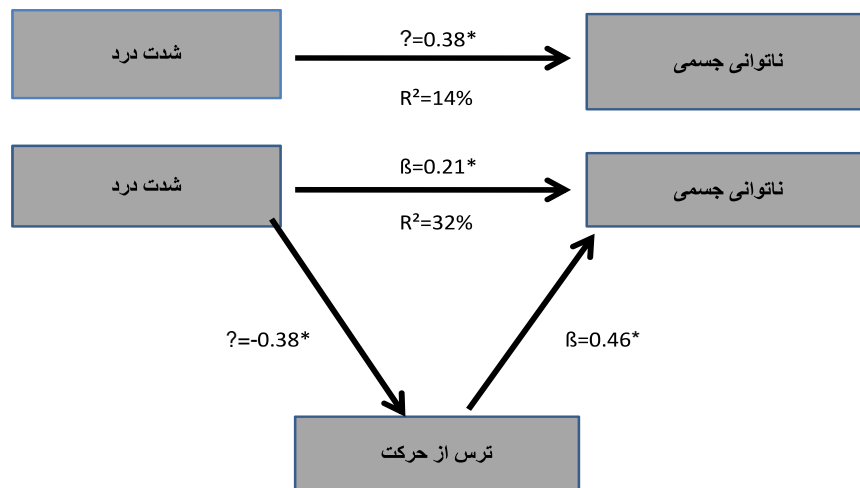 شدت درد
?=0.38*
R²=14%
ناتوانی جسمی
شدت درد
ß=0.21*
R²=32%
ناتوانی جسمی
?=-0.38*
ß=0.46*
ترس از حرکت